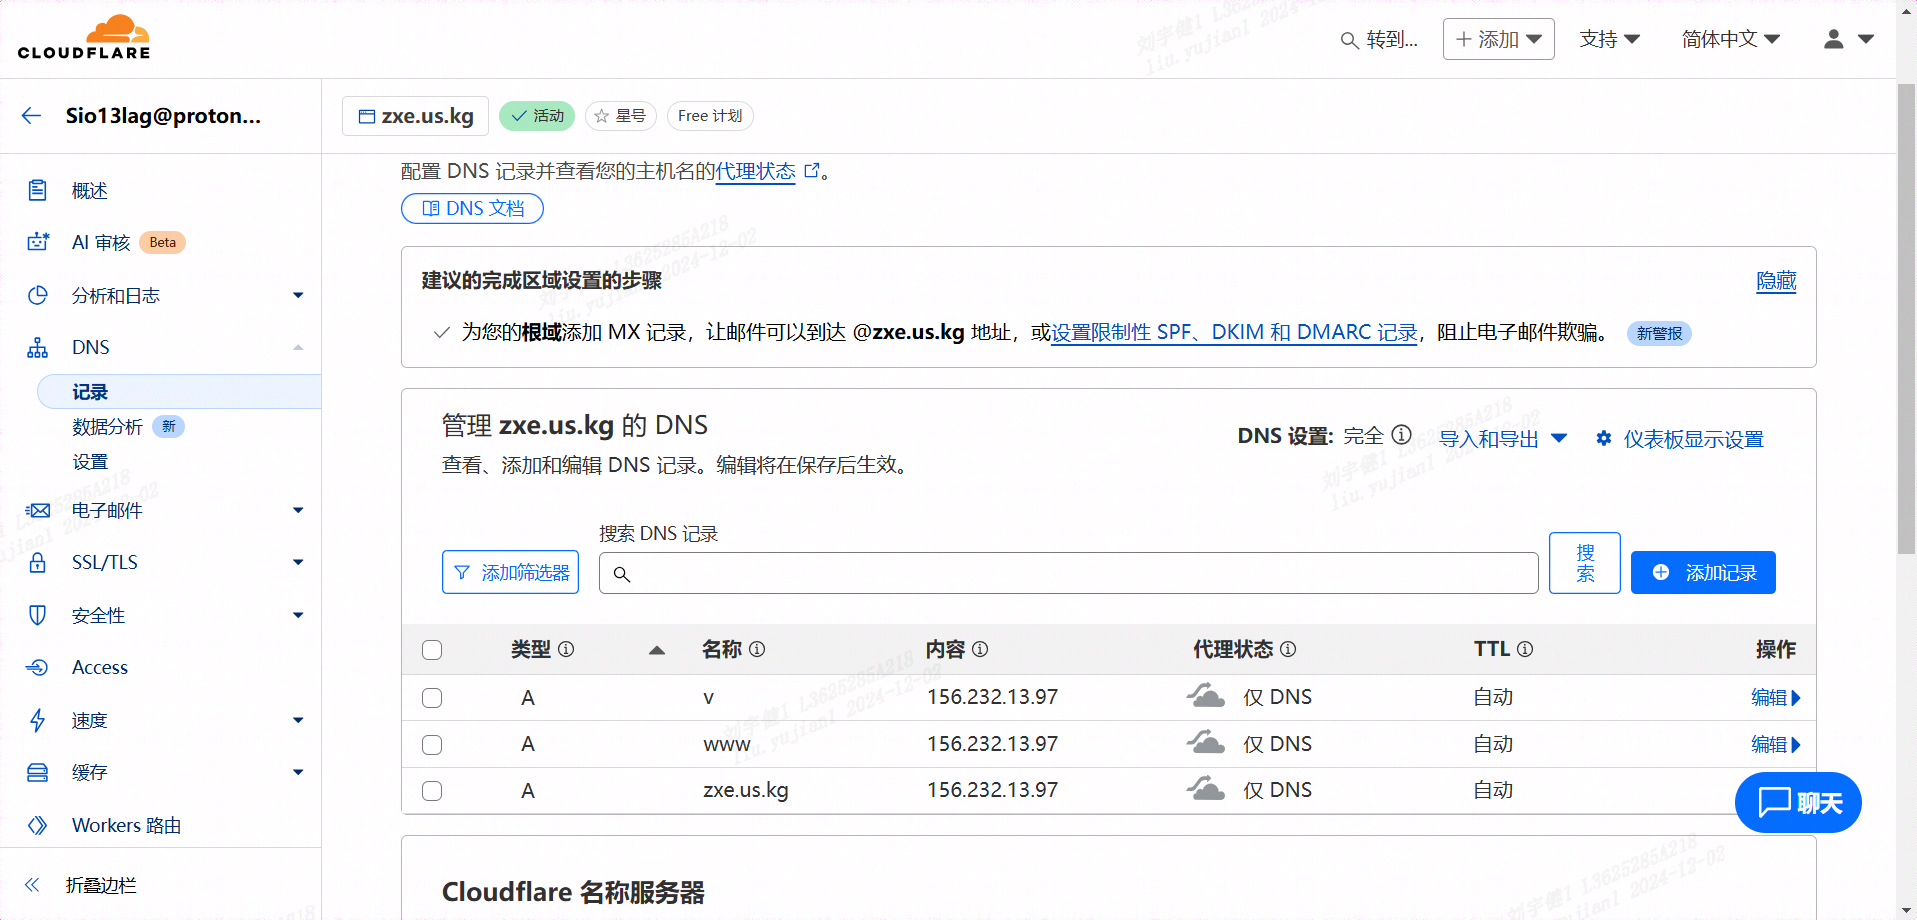 CLOUDFLARE
转到...
添加
支持
简体中文
Sio13lag@proton...
zxe.us.kg
活动
星号
Free 计划
概述
AI 审核 Beta
分析和日志
DNS
记录
数据分析 新
设置
电子邮件
SSL/TLS
安全性
Access
速度
缓存
Workers 路由
折叠边栏
配置 DNS 记录并查看您的主机名的代理状态。
DNS 文档
建议的完成区域设置的步骤
隐藏
为您的根域添加 MX 记录，让邮件可以到达 @zxe.us.kg 地址，或设置限制性 SPF、DKIM 和 DMARC 记录，阻止电子邮件欺骗。 新警报
管理 zxe.us.kg 的 DNS
查看、添加和编辑 DNS 记录。编辑将在保存后生效。
DNS 设置: 完全
导入和导出
仪表板显示设置
搜索 DNS 记录
添加筛选器
搜
索
添加记录
类型 名称 内容 代理状态 TTL 操作
A v 156.232.13.97 仅 DNS 自动 编辑
A www 156.232.13.97 仅 DNS 自动 编辑
A zxe.us.kg 156.232.13.97 仅 DNS 自动
聊天
Cloudflare 名称服务器
刘宇健1 L3625285A218
liu.yujian1 2024-12-02